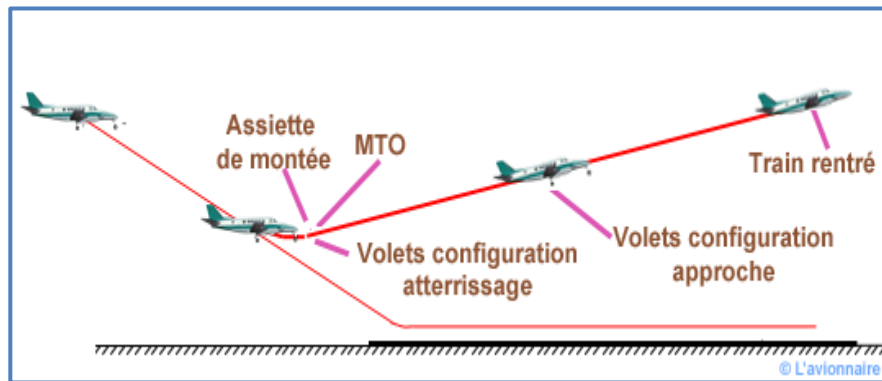 Assiette
de montée
MTO
Train rentré
Volets configuration
atterrissage
Volets configuration
approche
© L'avionnaire